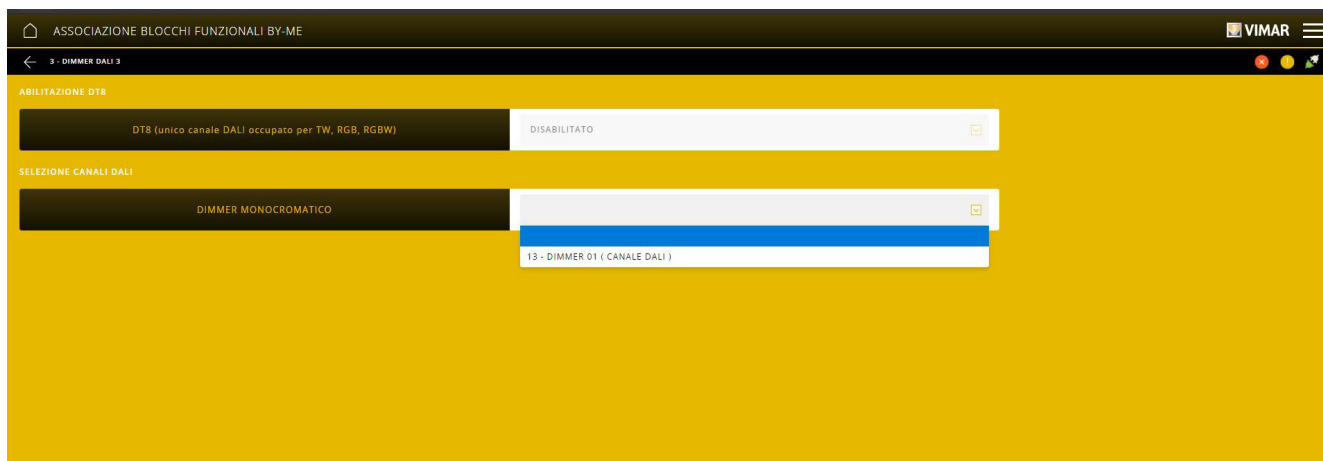 ASSOCIAZIONE BLOCCHI FUNZIONALI BY-ME
VIMAR
3 - DIMMER DALI 3
ABILITAZIONE DT8
DT8 (unico canale DALI occupato per TW, RGB, RGBW)
DISABILITATO
SELEZIONE CANALI DALI
DIMMER MONOCROMATICO
13 - DIMMER 01 ( CANALE DALI )